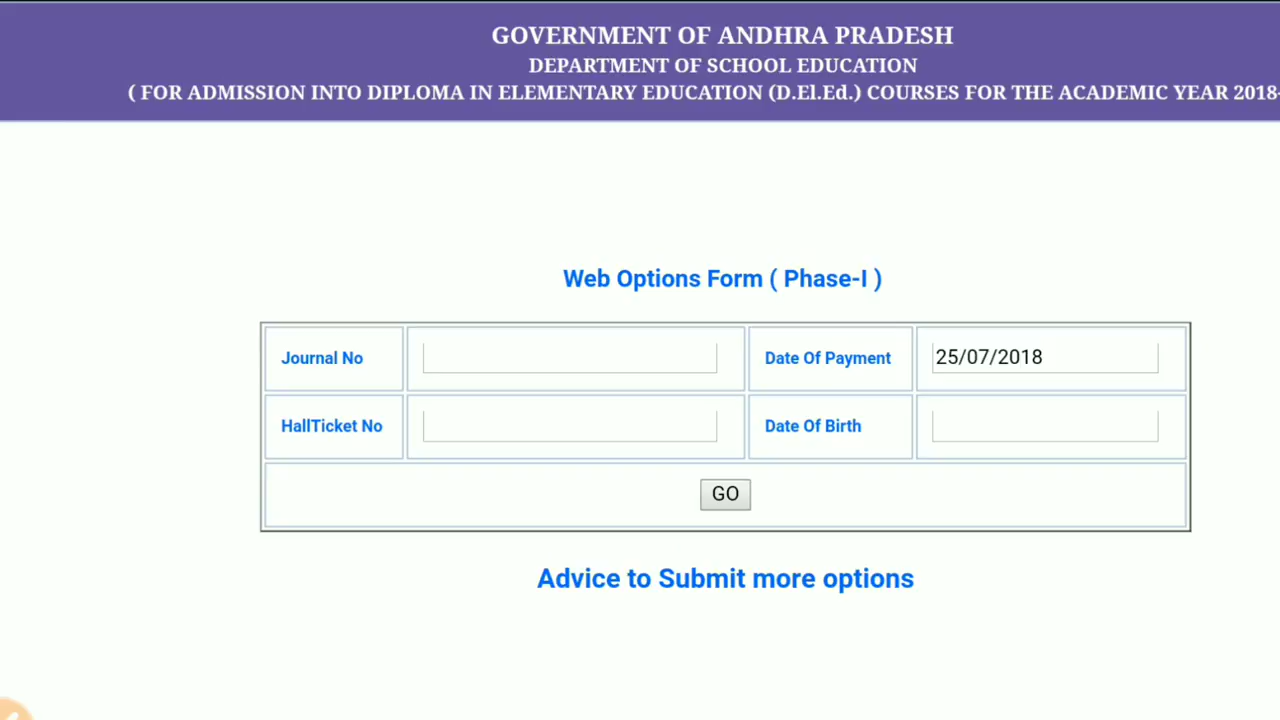 GOVERNMENT OF ANDHRA PRADESH
DEPARTMENT OF SCHOOL EDUCATION
( FOR ADMISSION INTO DIPLOMA IN ELEMENTARY EDUCATION (D.El.Ed.) COURSES FOR THE ACADEMIC YEAR 2018-
Web Options Form ( Phase-I )
Journal No Date Of Payment 25/07/2018
HallTicket No Date Of Birth
GO
Advice to Submit more options